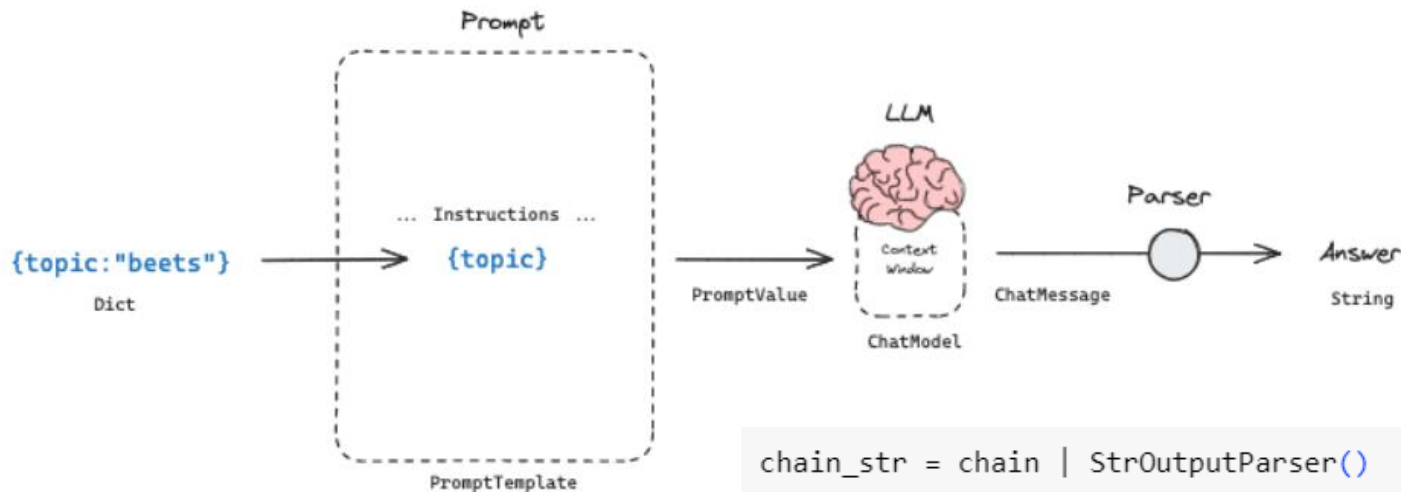 Prompt
LLM
Parser
... Instructions ...
{topic:"beets"}
{topic}
Context
Window
Answer
Dict
PromptValue
ChatMessage
String
ChatModel
PromptTemplate
chain_str = chain | StrOutputParser()